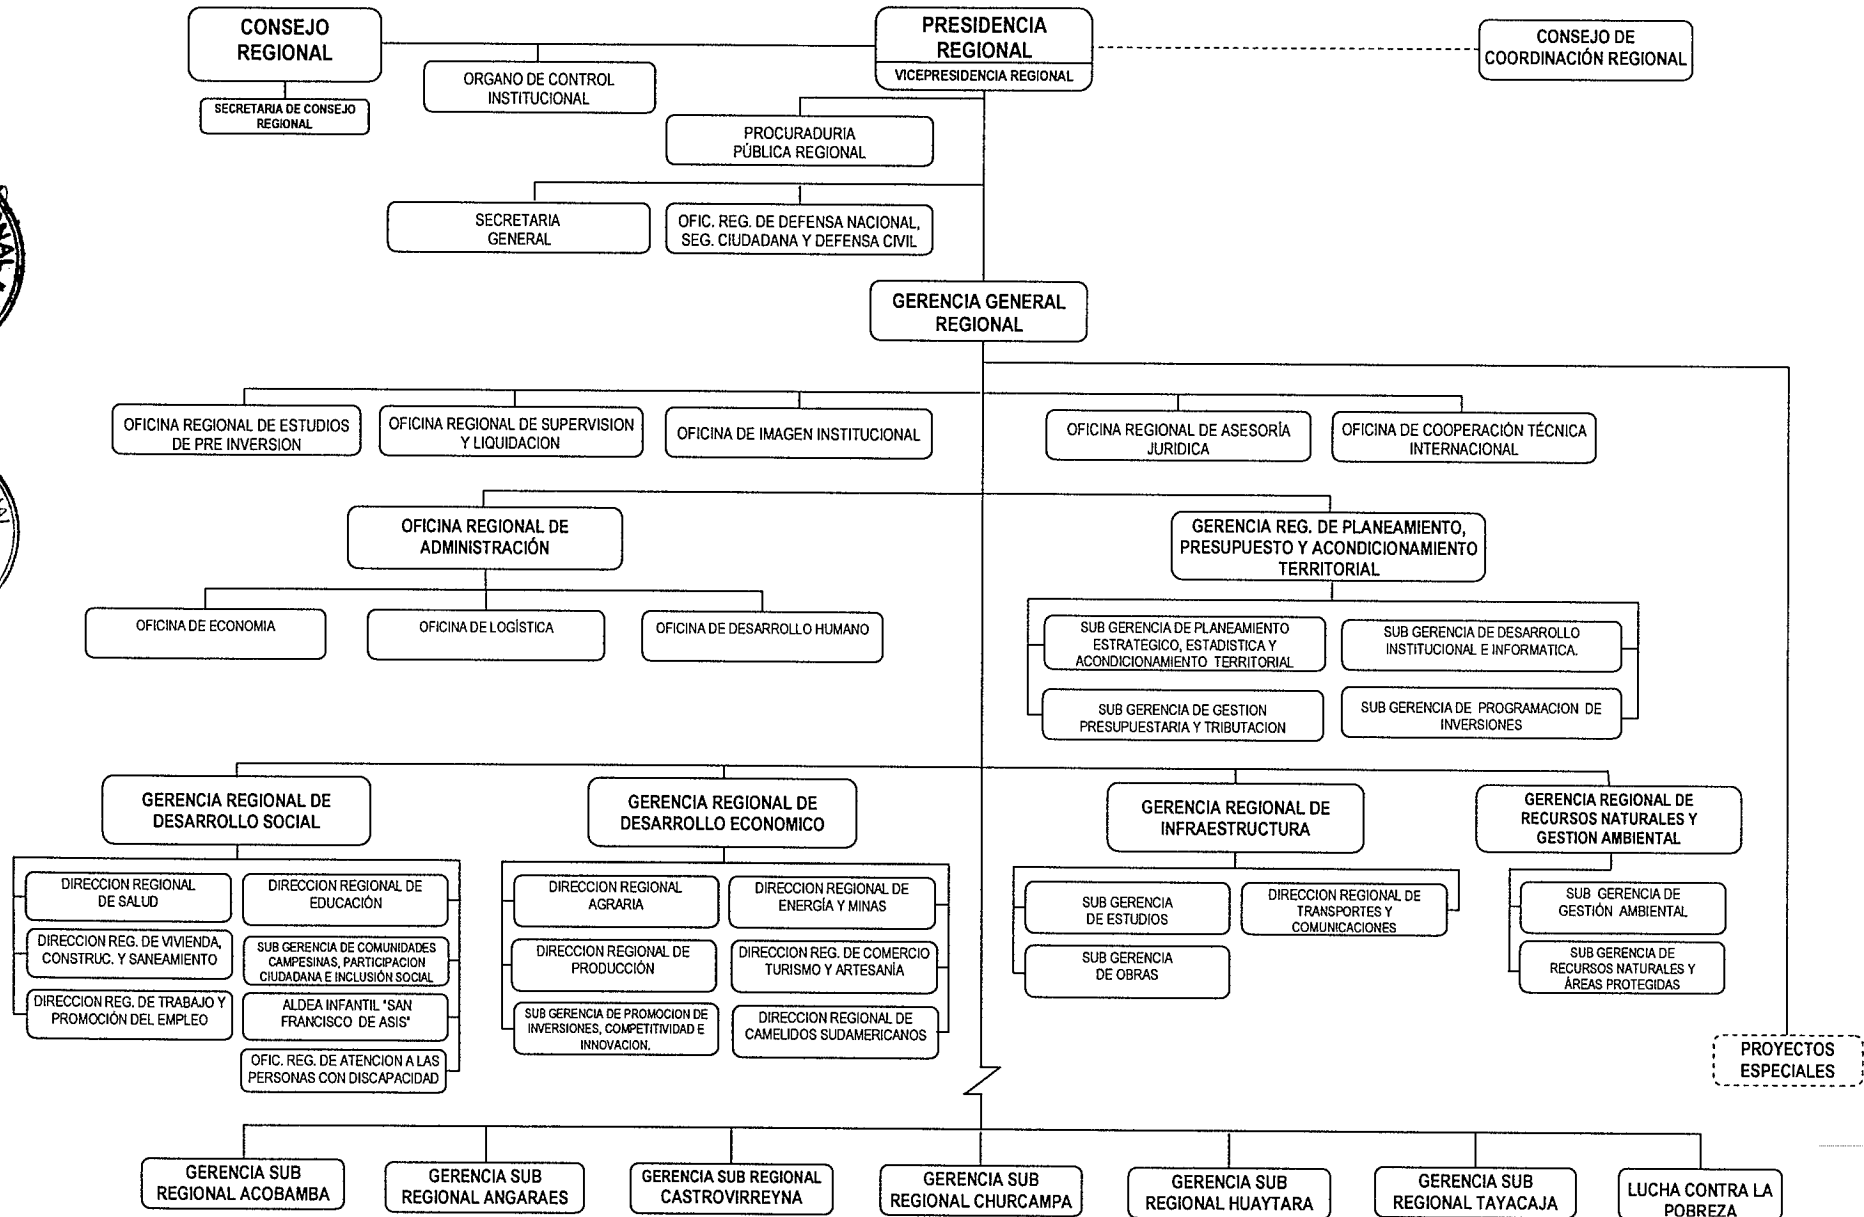 CONSEJO
REGIONAL
PRESIDENCIA
REGIONAL
VICEPRESIDENCIA REGIONAL
CONSEJO DE
COORDINACIÓN REGIONAL
ORGANO DE CONTROL
INSTITUCIONAL
SECRETARIA DE CONSEJO
REGIONAL
PROCURADURIA
PÚBLICA REGIONAL
SECRETARIA
GENERAL
OFIC. REG. DE DEFENSA NACIONAL,
SEG. CIUDADANA Y DEFENSA CIVIL
GERENCIA GENERAL
REGIONAL
OFICINA REGIONAL DE ESTUDIOS
DE PRE INVERSION
OFICINA REGIONAL DE SUPERVISION
Y LIQUIDACION
OFICINA DE IMAGEN INSTITUCIONAL
OFICINA REGIONAL DE ASESORÍA
JURIDICA
OFICINA DE COOPERACIÓN TÉCNICA
INTERNACIONAL
OFICINA REGIONAL DE
ADMINISTRACIÓN
GERENCIA REG. DE PLANEAMIENTO,
PRESUPUESTO Y ACONDICIONAMIENTO
TERRITORIAL
OFICINA DE ECONOMIA
OFICINA DE LOGÍSTICA
OFICINA DE DESARROLLO HUMANO
SUB GERENCIA DE PLANEAMIENTO
ESTRATEGICO, ESTADISTICA Y
ACONDICIONAMIENTO TERRITORIAL
SUB GERENCIA DE DESARROLLO
INSTITUCIONAL E INFORMATICA.
SUB GERENCIA DE GESTION
PRESUPUESTARIA Y TRIBUTACION
SUB GERENCIA DE PROGRAMACION DE
INVERSIONES
GERENCIA REGIONAL DE
DESARROLLO SOCIAL
GERENCIA REGIONAL DE
DESARROLLO ECONOMICO
GERENCIA REGIONAL DE
INFRAESTRUCTURA
GERENCIA REGIONAL DE
RECURSOS NATURALES Y
GESTION AMBIENTAL
DIRECCION REGIONAL
DE SALUD
DIRECCION REGIONAL DE
EDUCACIÓN
DIRECCION REG. DE VIVIENDA,
CONSTRUC. Y SANEAMIENTO
SUB GERENCIA DE COMUNIDADES
CAMPESINAS, PARTICIPACION
CIUDADANA E INCLUSIÓN SOCIAL
DIRECCION REG. DE TRABAJO Y
PROMOCIÓN DEL EMPLEO
ALDEA INFANTIL "SAN
FRANCISCO DE ASIS"
OFIC. REG. DE ATENCION A LAS
PERSONAS CON DISCAPACIDAD
DIRECCION REGIONAL
AGRARIA
DIRECCION REGIONAL DE
ENERGÍA Y MINAS
DIRECCION REGIONAL DE
PRODUCCIÓN
DIRECCION REG. DE COMERCIO
TURISMO Y ARTESANÍA
SUB GERENCIA DE PROMOCION DE
INVERSIONES, COMPETITIVIDAD E
INNOVACION.
DIRECCION REGIONAL DE
CAMELIDOS SUDAMERICANOS
SUB GERENCIA
DE ESTUDIOS
DIRECCION REGIONAL DE
TRANSPORTES Y
COMUNICACIONES
SUB GERENCIA
DE OBRAS
SUB GERENCIA DE
GESTIÓN AMBIENTAL
SUB GERENCIA DE
RECURSOS NATURALES Y
ÁREAS PROTEGIDAS
PROYECTOS
ESPECIALES
GERENCIA SUB
REGIONAL ACOBAMBA
GERENCIA SUB
REGIONAL ANGARAES
GERENCIA SUB REGIONAL
CASTROVIRREYNA
GERENCIA SUB
REGIONAL CHURCAMPA
GERENCIA SUB
REGIONAL HUAYTARA
GERENCIA SUB
REGIONAL TAYACAJA
LUCHA CONTRA LA
POBREZA